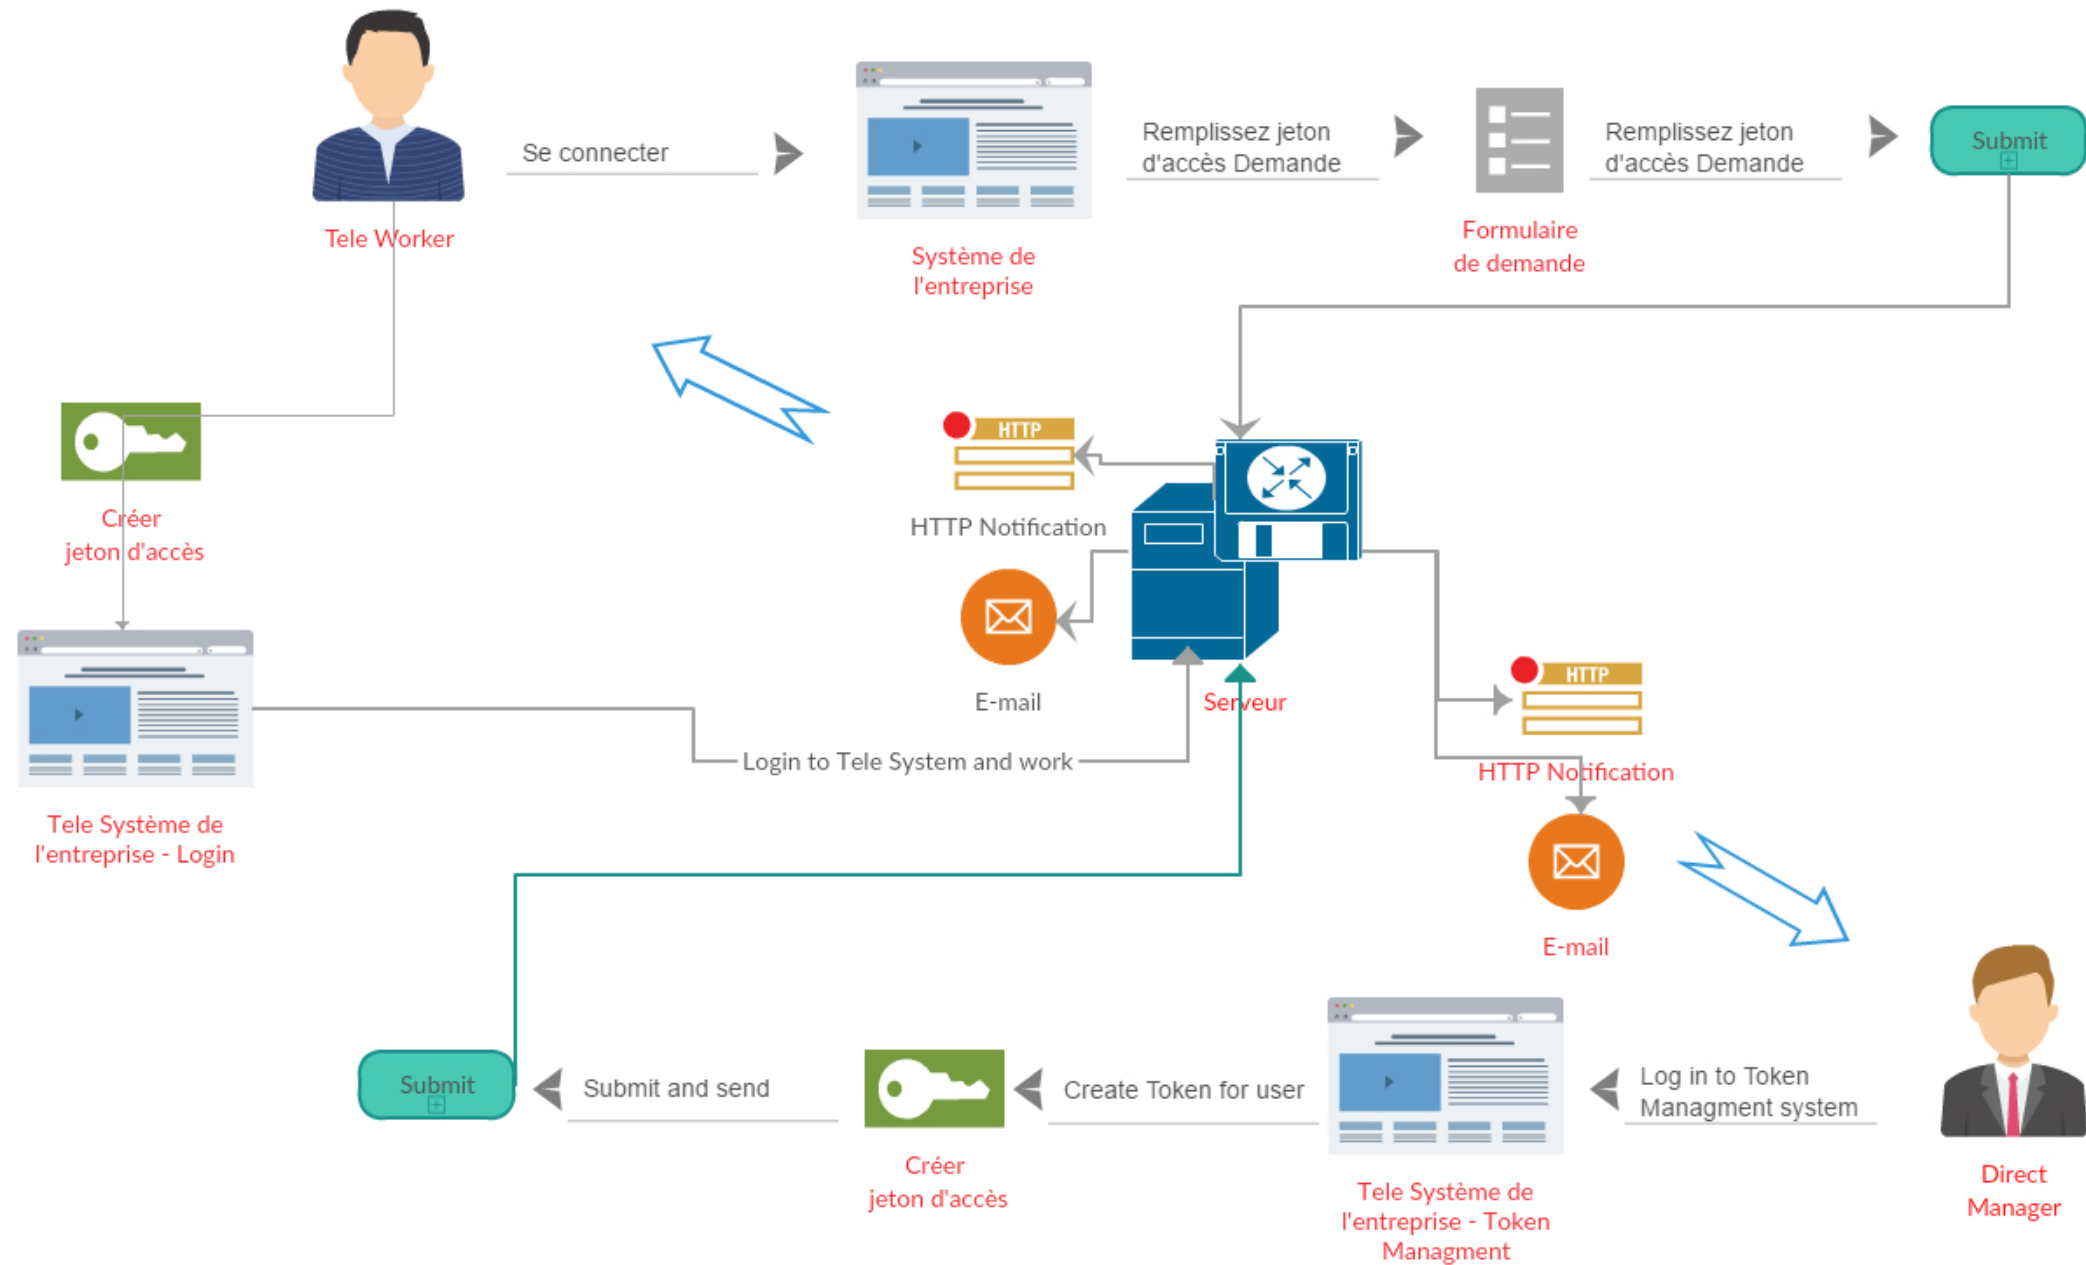 Se connecter
Remplissez jeton
d'accès Demande
Remplissez jeton
d'accès Demande
Submit
Tele Worker
Système de
l'entreprise
Formulaire
de demande
HTTP
HTTP Notification
Créer
jeton d'accès
E-mail
Serveur
HTTP
Login to Tele System and work
HTTP Notification
Tele Système de
l'entreprise - Login
E-mail
Submit
Submit and send
Create Token for user
Log in to Token
Managment system
Créer
jeton d'accès
Tele Système de
l'entreprise - Token
Managment
Direct
Manager